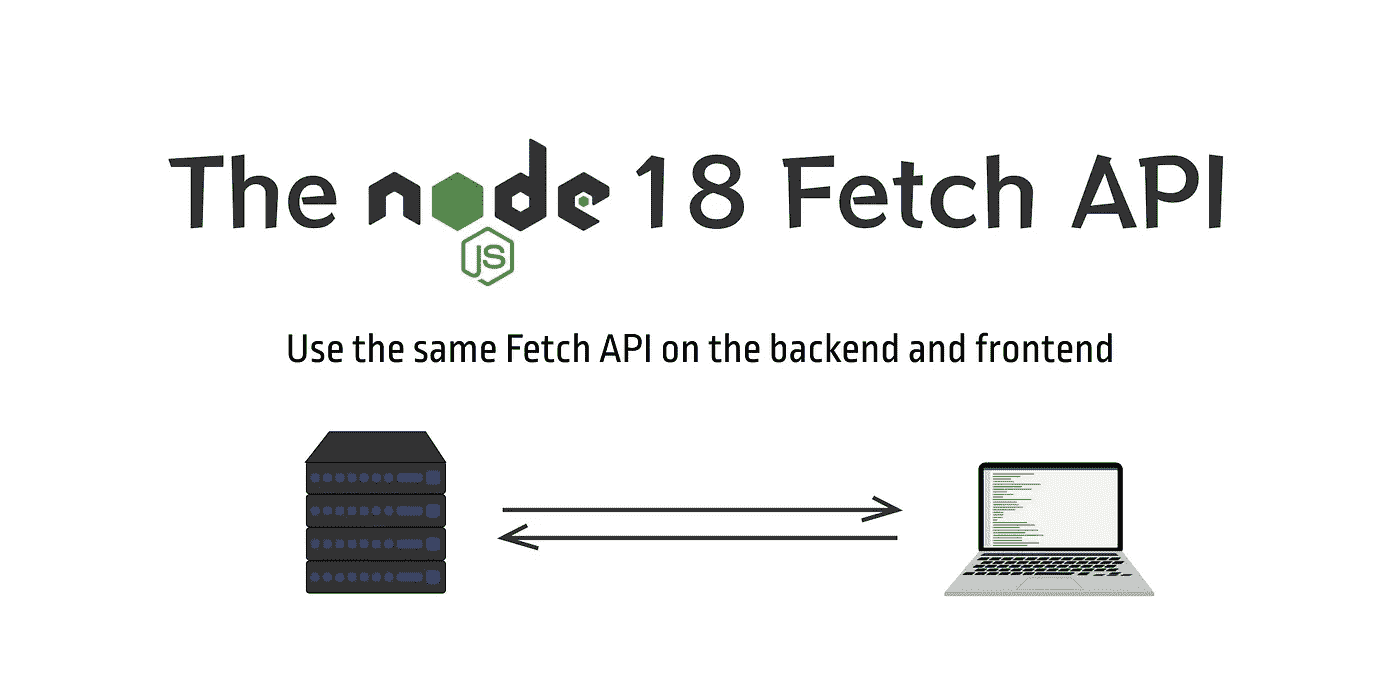 The node 18 Fetch API
JS
Use the same Fetch API on the backend and frontend